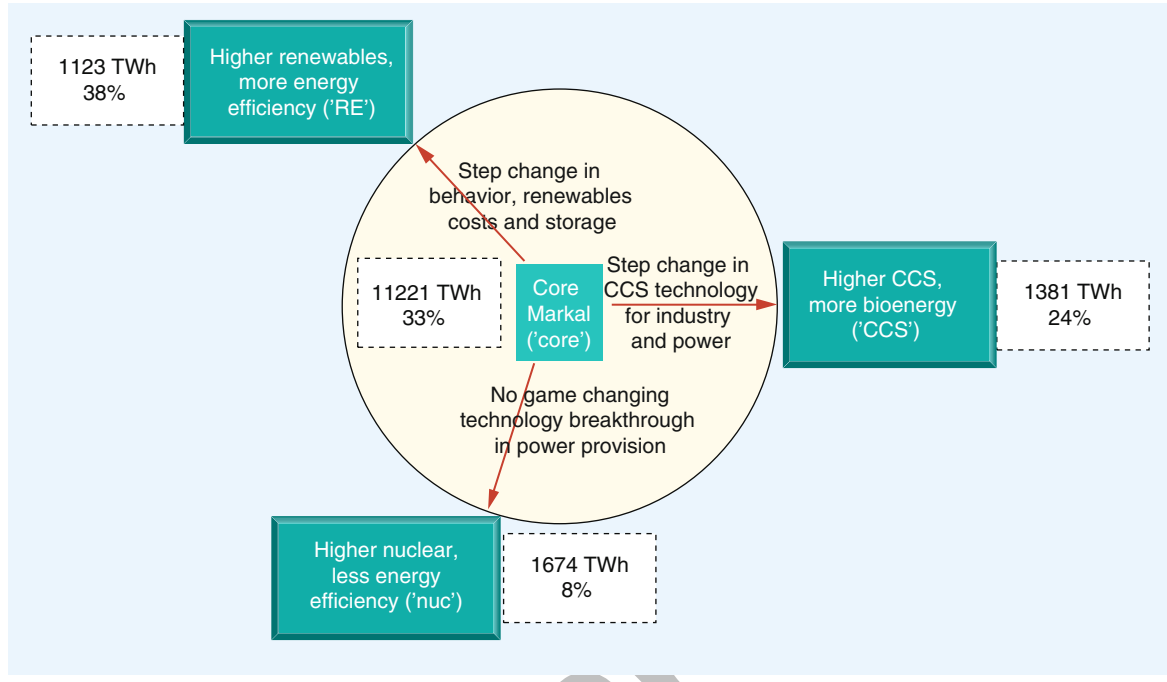 1123 TWh
38%
Higher renewables,
more energy
efficiency ('RE')
Step change in
behavior, renewables
costs and storage
11221 TWh
33%
Core
Markal
('core')
Step change in
CCS technology
for industry
and power
Higher CCS,
more bioenergy
('CCS')
1381 TWh
24%
No game changing
technology breakthrough
in power provision
Higher nuclear,
less energy
efficiency ('nuc')
1674 TWh
8%